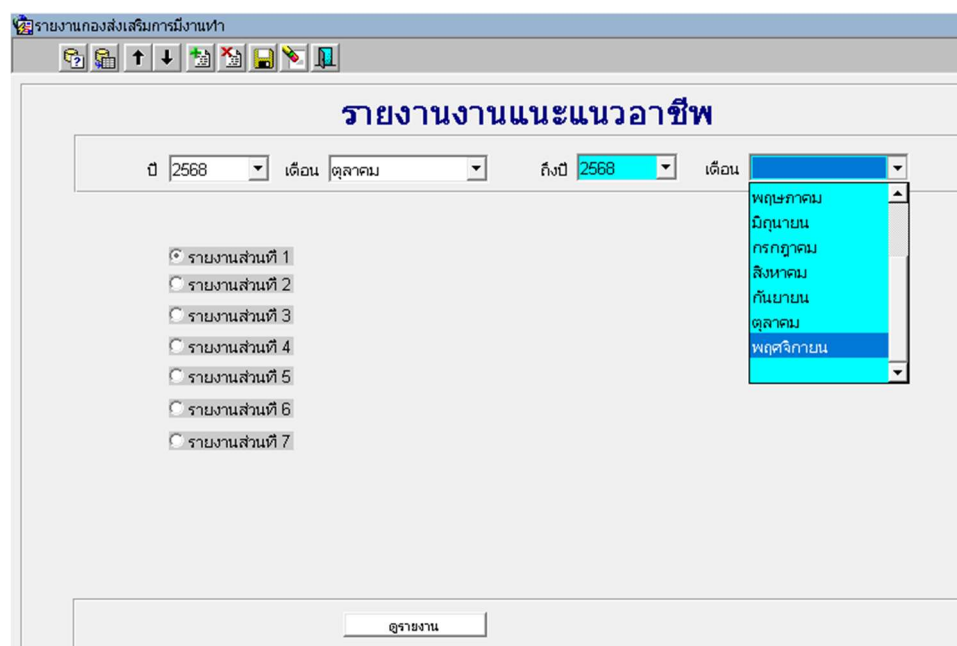 รายงานกองส่งเสริมการมีงานทำ
รายงานงานแนะแนวอาชีพ
ปี 2568 เดือน ตุลาคม ถึงปี 2568 เดือน
พฤษภาคม
มิถุนายน
กรกฎาคม
สิงหาคม
กันยายน
ตุลาคม
พฤศจิกายน
รายงานส่วนที่ 1
รายงานส่วนที่ 2
รายงานส่วนที่ 3
รายงานส่วนที่ 4
รายงานส่วนที่ 5
รายงานส่วนที่ 6
รายงานส่วนที่ 7
ดูรายงาน